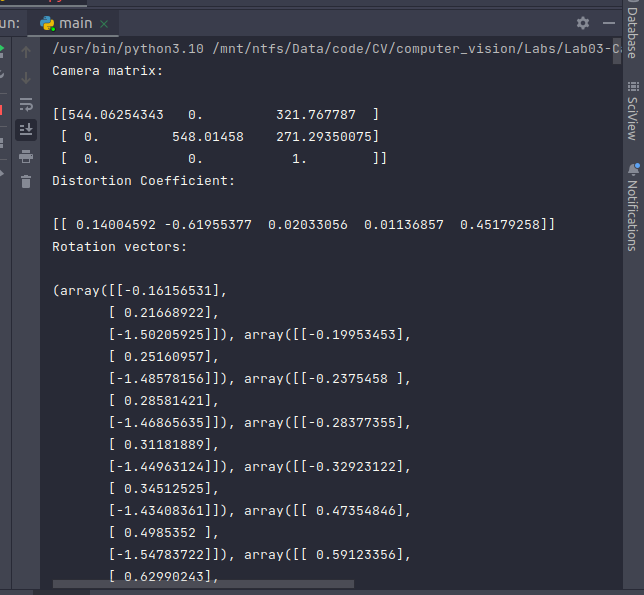 un:
main
/usr/bin/python3.10 /mnt/ntfs/Data/code/CV/computer_vision/Labs/Lab03-C
Camera matrix:
[[544.06254343   0.         321.767787  ]
 [  0.         548.01458    271.29350075]
 [  0.           0.           1.        ]]
Distortion Coefficient:
[[ 0.14004592 -0.61955377  0.02033056  0.01136857  0.45179258]]
Rotation vectors:
(array([[-0.16156531],
       [ 0.21668922],
       [-1.50205925]]), array([[-0.19953453],
       [ 0.25160957],
       [-1.48578156]]), array([[-0.2375458 ],
       [ 0.28581421],
       [-1.46865635]]), array([[-0.28377355],
       [ 0.31181889],
       [-1.44963124]]), array([[-0.32923122],
       [ 0.34512525],
       [-1.43408361]]), array([[ 0.47354846],
       [ 0.4985352 ],
       [-1.54783722]]), array([[ 0.59123356],
       [ 0.62990243],
Database
SciView
Notifications